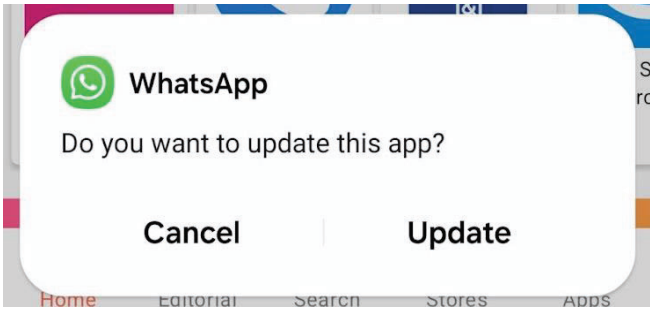 WhatsApp
Do you want to update this app?
Cancel
Update
Home
Editorial
Search
Stores
Apps